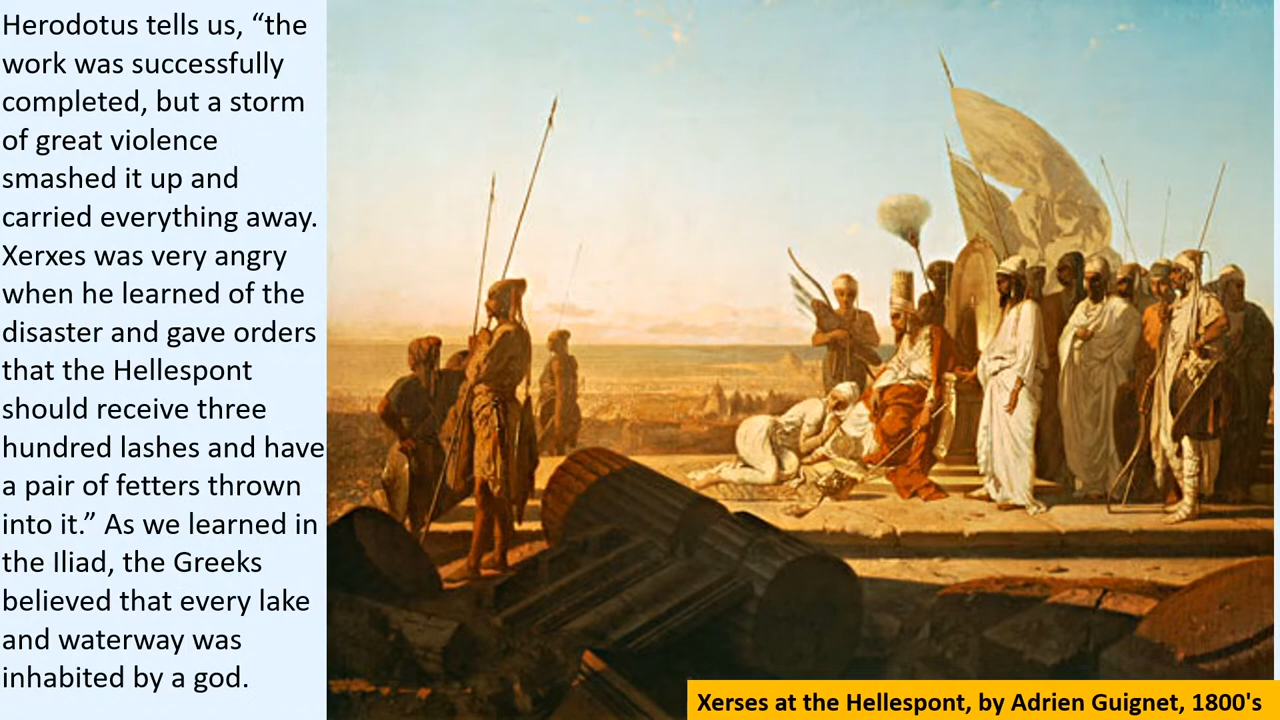 Herodotus tells us, “the
work was successfully
completed, but a storm
of great violence
smashed it up and
carried everything away.
Xerxes was very angry
when he learned of the
disaster and gave orders
that the Hellespont
should receive three
hundred lashes and have
a pair of fetters thrown
into it.” As we learned in
the Iliad, the Greeks
believed that every lake
and waterway was
inhabited by a god.
Xerses at the Hellespont, by Adrien Guignet, 1800's